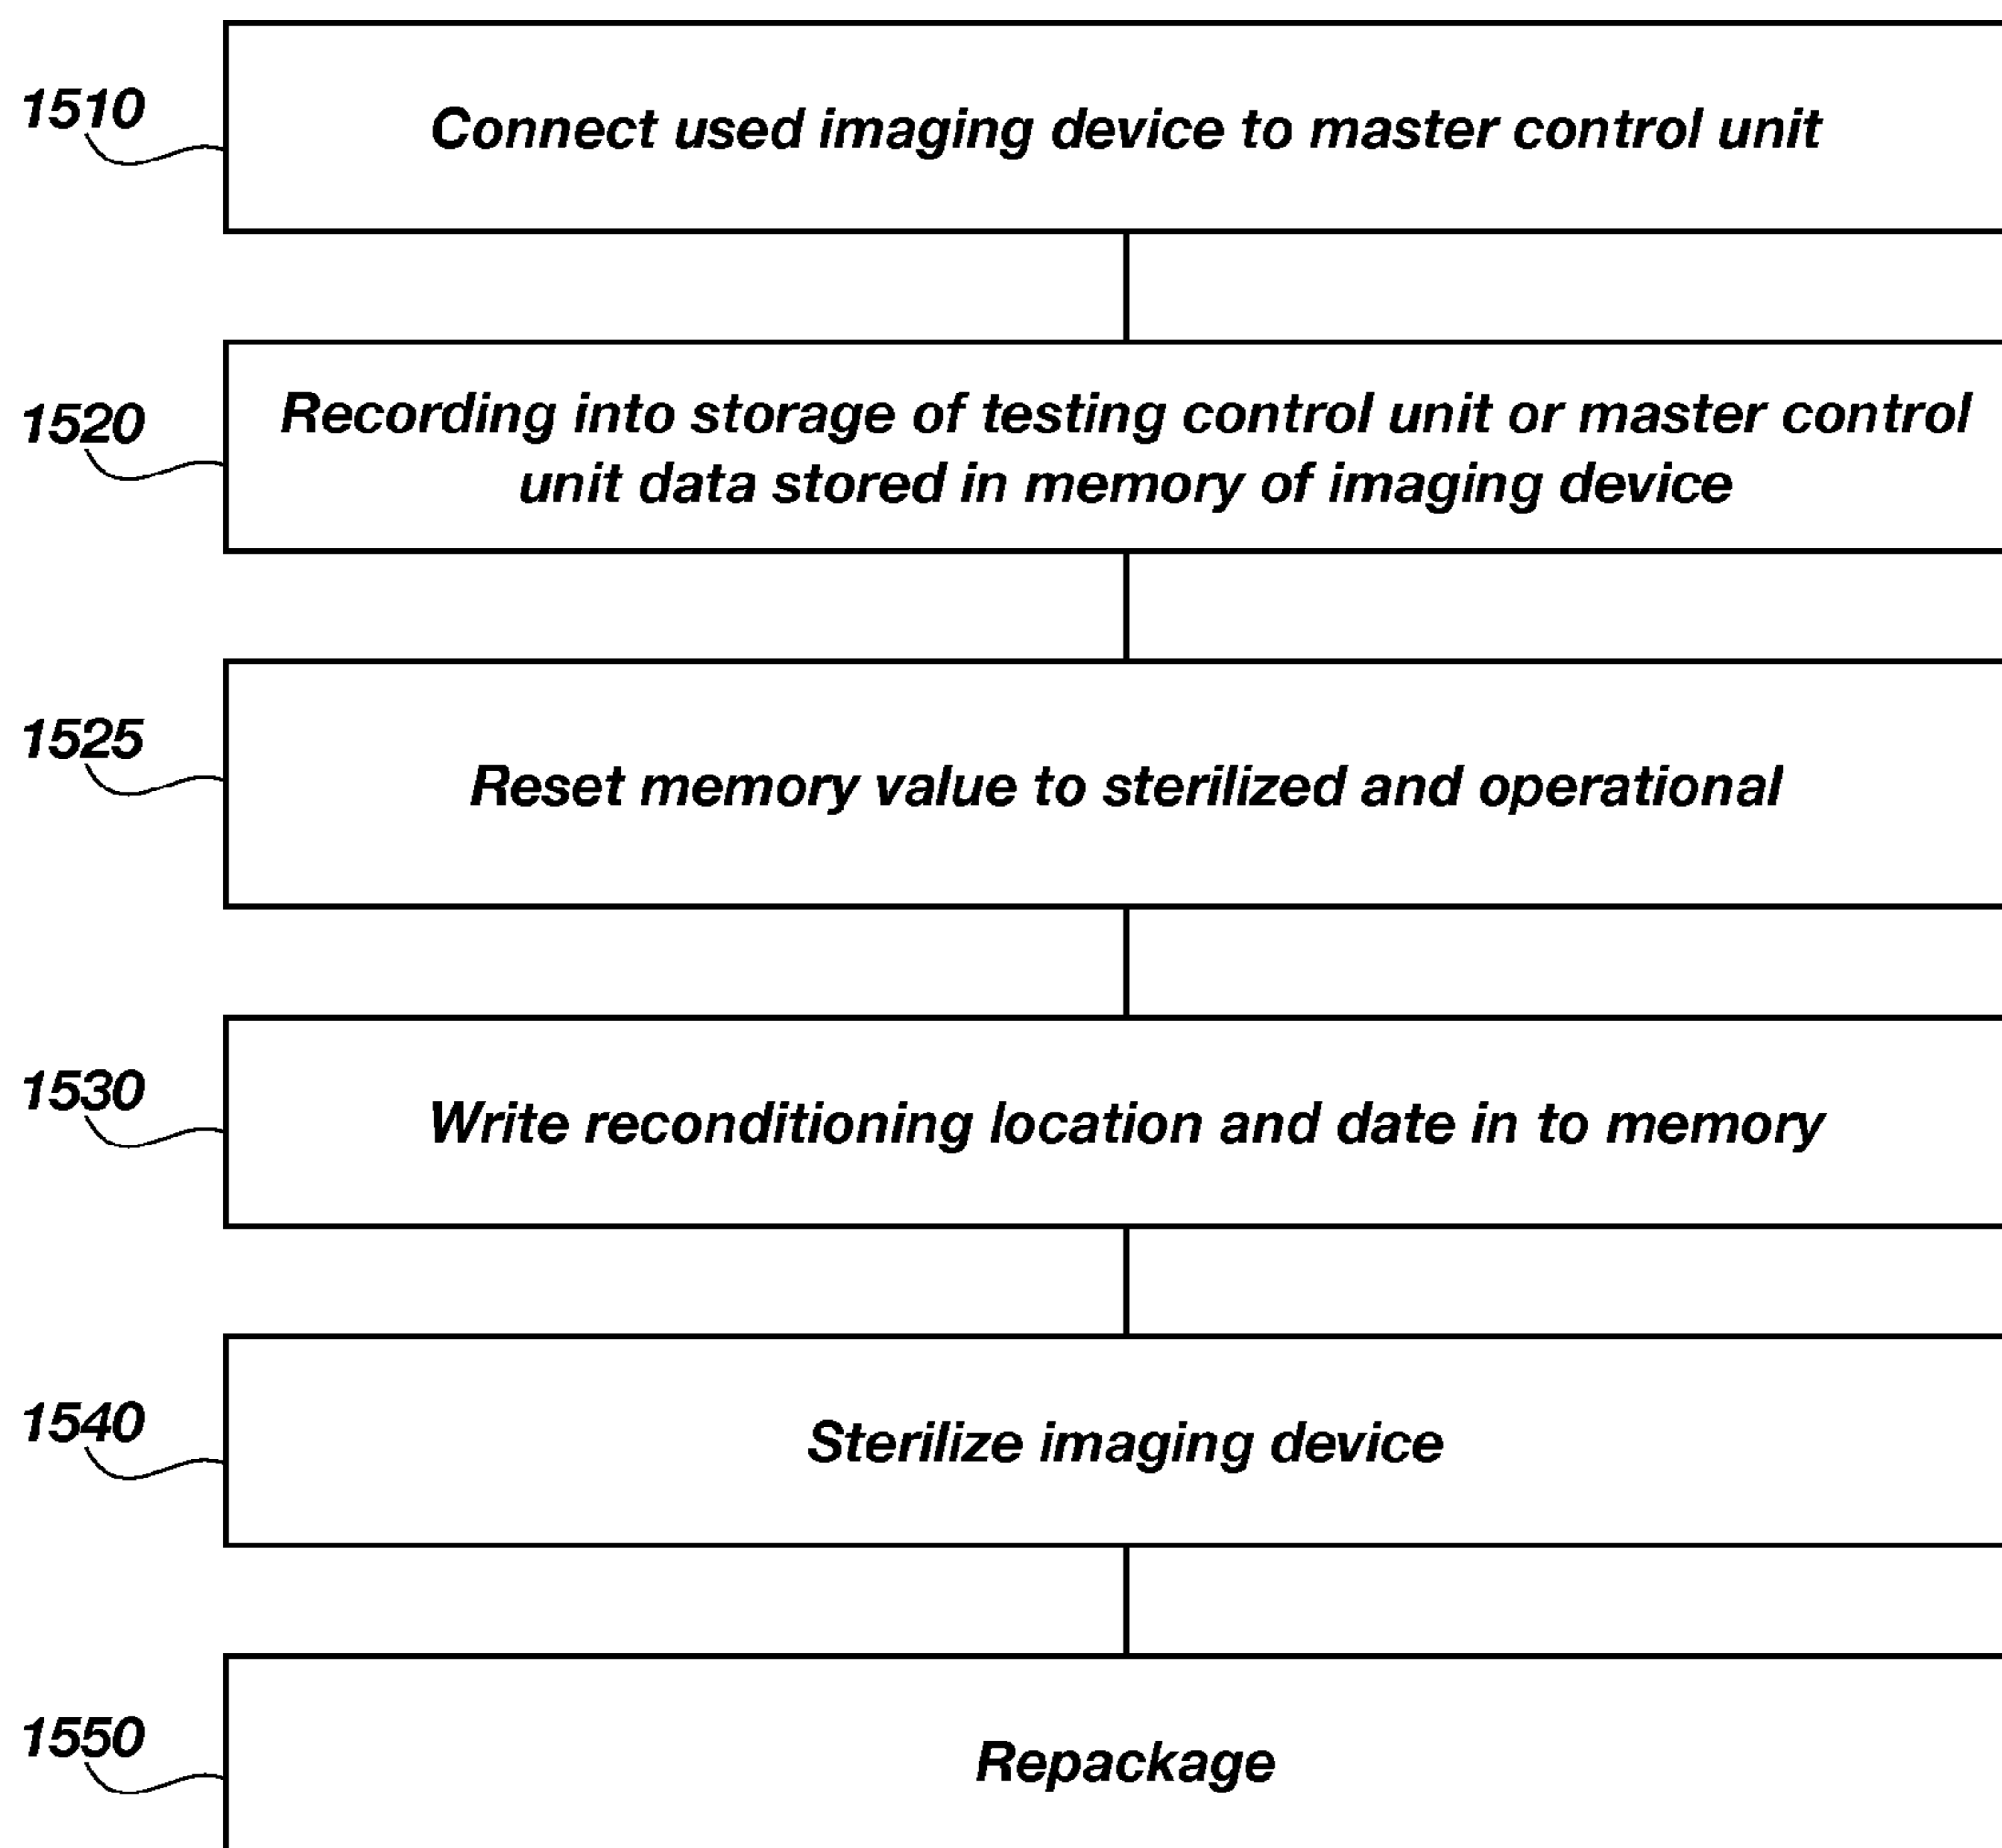 1510
Connect used imaging device to master control unit
1520
Recording into storage of testing control unit or master control
unit data stored in memory of imaging device
1525
Reset memory value to sterilized and operational
1530
Write reconditioning location and date in to memory
1540
Sterilize imaging device
1550
Repackage